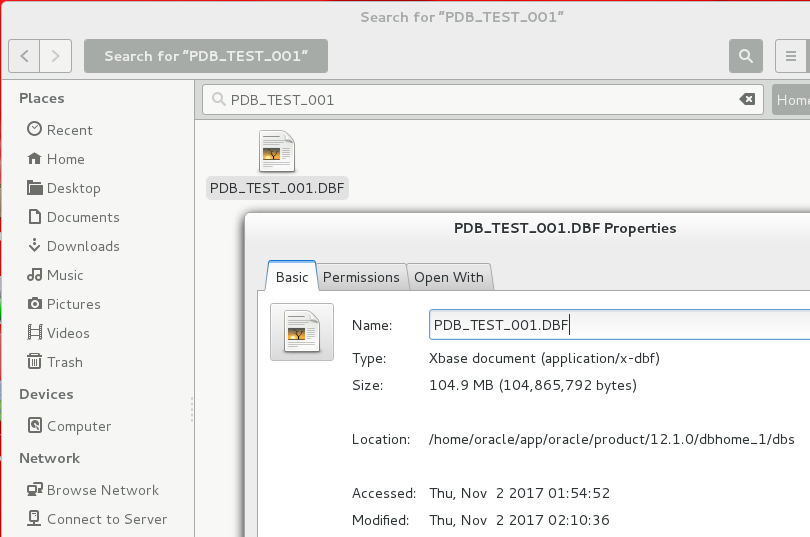 Search for “PDB_TEST_001”
Search for “PDB_TEST_001”
Places
Recent
Home
Desktop
Documents
Downloads
Music
Pictures
Videos
Trash
Devices
Computer
Network
Browse Network
Connect to Server
PDB_TEST_001
Home
PDB_TEST_001.DBF
PDB_TEST_001.DBF Properties
Basic Permissions Open With
Name: PDB_TEST_001.DBF
Type: Xbase document (application/x-dbf)
Size: 104.9 MB (104,865,792 bytes)
Location: /home/oracle/app/oracle/product/12.1.0/dbhome_1/dbs
Accessed: Thu, Nov 2 2017 01:54:52
Modified: Thu, Nov 2 2017 02:10:36